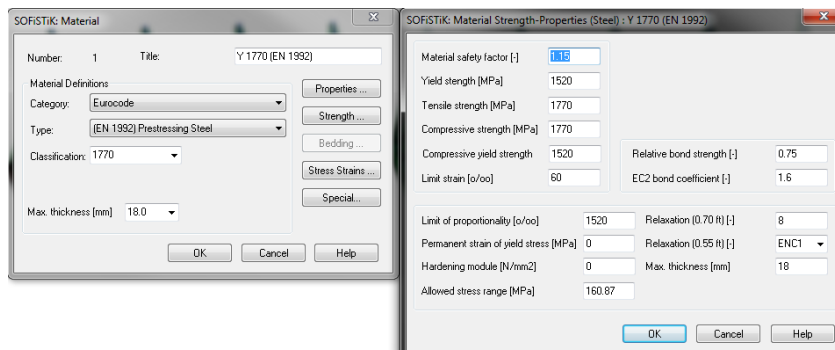 SOFiSTiK: Material
Number: 1 Title: Y 1770 (EN 1992)
Material Definitions
Category: Eurocode
Type: (EN 1992) Prestressing Steel
Classification: 1770
Max. thickness [mm] 18.0
Properties ...
Strength ...
Bedding ...
Stress Strains ...
Special...
OK Cancel Help
SOFiSTiK: Material Strength-Properties (Steel) : Y 1770 (EN 1992)
Material safety factor [-] 1.15
Yield stength [MPa] 1520
Tensile strength [MPa] 1770
Compressive strength [MPa] 1770
Compressive yield strength 1520
Limit strain [o/oo] 60
Relative bond strength [-] 0.75
EC2 bond coefficient [-] 1.6
Limit of proportionality [o/oo] 1520
Permanent strain of yield stress [MPa] 0
Hardening module [N/mm2] 0
Allowed stress range [MPa] 160.87
Relaxation (0.70 ft) [-] 8
Relaxation (0.55 ft) [-] ENC1
Max. thickness [mm] 18
OK Cancel Help